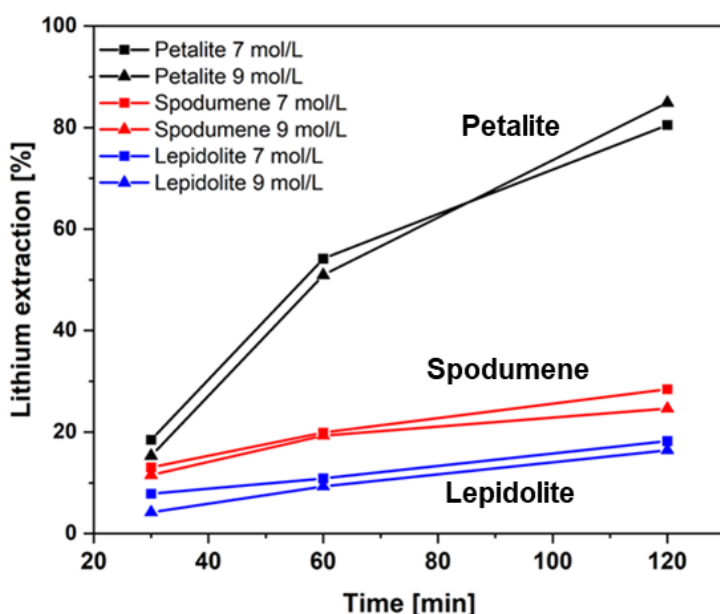 100
80
60
40
20
0
Lithium extraction [%]
Petalite 7 mol/L
Petalite 9 mol/L
Spodumene 7 mol/L
Spodumene 9 mol/L
Lepidolite 7 mol/L
Lepidolite 9 mol/L
Petalite
Spodumene
Lepidolite
20 40 60 80 100 120
Time [min]